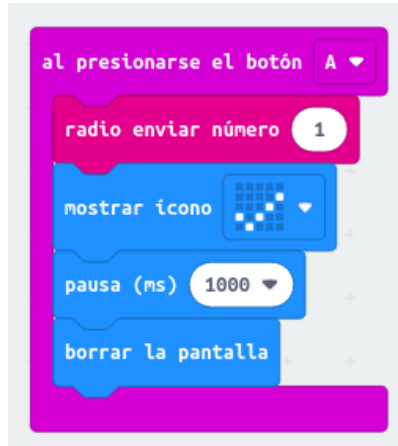 al presionarse el botón A
radio enviar número 1
mostrar ícono
pausa (ms) 1000
borrar la pantalla